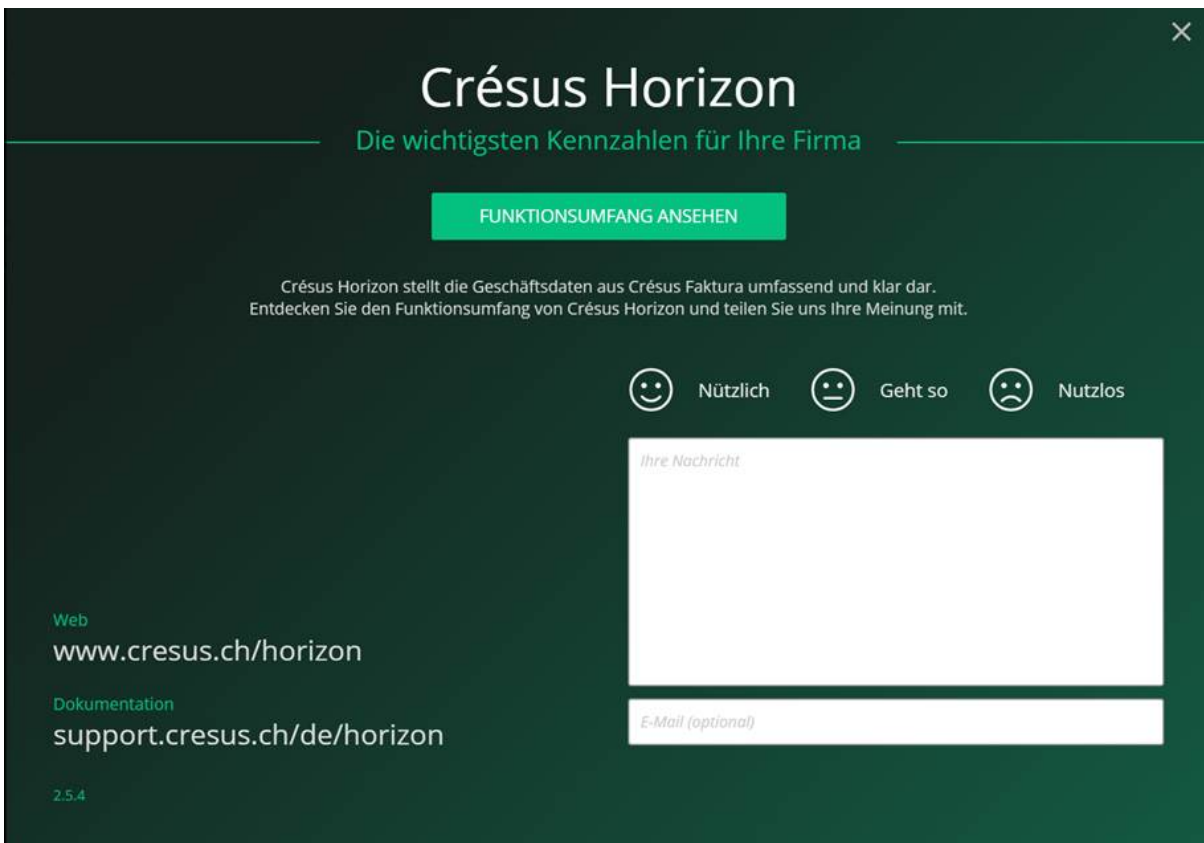 Crésus Horizon
Die wichtigsten Kennzahlen für Ihre Firma
FUNKTIONSUMFANG ANSEHEN
Crésus Horizon stellt die Geschäftsdaten aus Crésus Faktura umfassend und klar dar.
Entdecken Sie den Funktionsumfang von Crésus Horizon und teilen Sie uns Ihre Meinung mit.
Nützlich Geht so Nutzlos
Ihre Nachricht
E-Mail (optional)
Web
www.cresus.ch/horizon
Dokumentation
support.cresus.ch/de/horizon
2.5.4